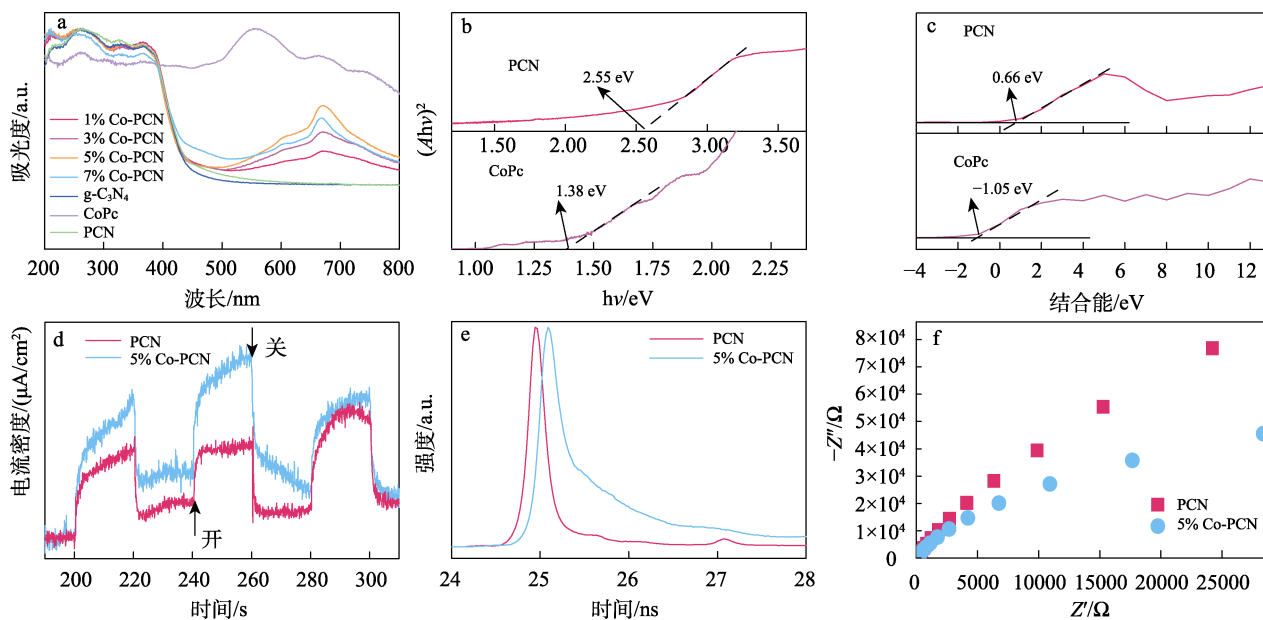 a
吸光度/a.u.
1% Co-PCN
3% Co-PCN
5% Co-PCN
7% Co-PCN
g-C₃N₄
CoPc
PCN
200 300 400 500 600 700 800
波长/nm
b
(Ahν)²
PCN
2.55 eV
1.50 2.00 2.50 3.00 3.50
CoPc
1.38 eV
1.00 1.25 1.50 1.75 2.00 2.25
hν/eV
c
PCN
0.66 eV
CoPc
−1.05 eV
−4 −2 0 2 4 6 8 10 12
结合能/eV
d
电流密度/(μA/cm²)
PCN
5% Co-PCN
关
开
200 220 240 260 280 300
190 210 230 250 270 290 310
时间/s
e
强度/a.u.
PCN
5% Co-PCN
24 25 26 27 28
时间/ns
f
−Z″/Ω
8×10⁴
7×10⁴
6×10⁴
5×10⁴
4×10⁴
3×10⁴
2×10⁴
1×10⁴
0
PCN
5% Co-PCN
0 5000 10000 15000 20000 25000
Z′/Ω